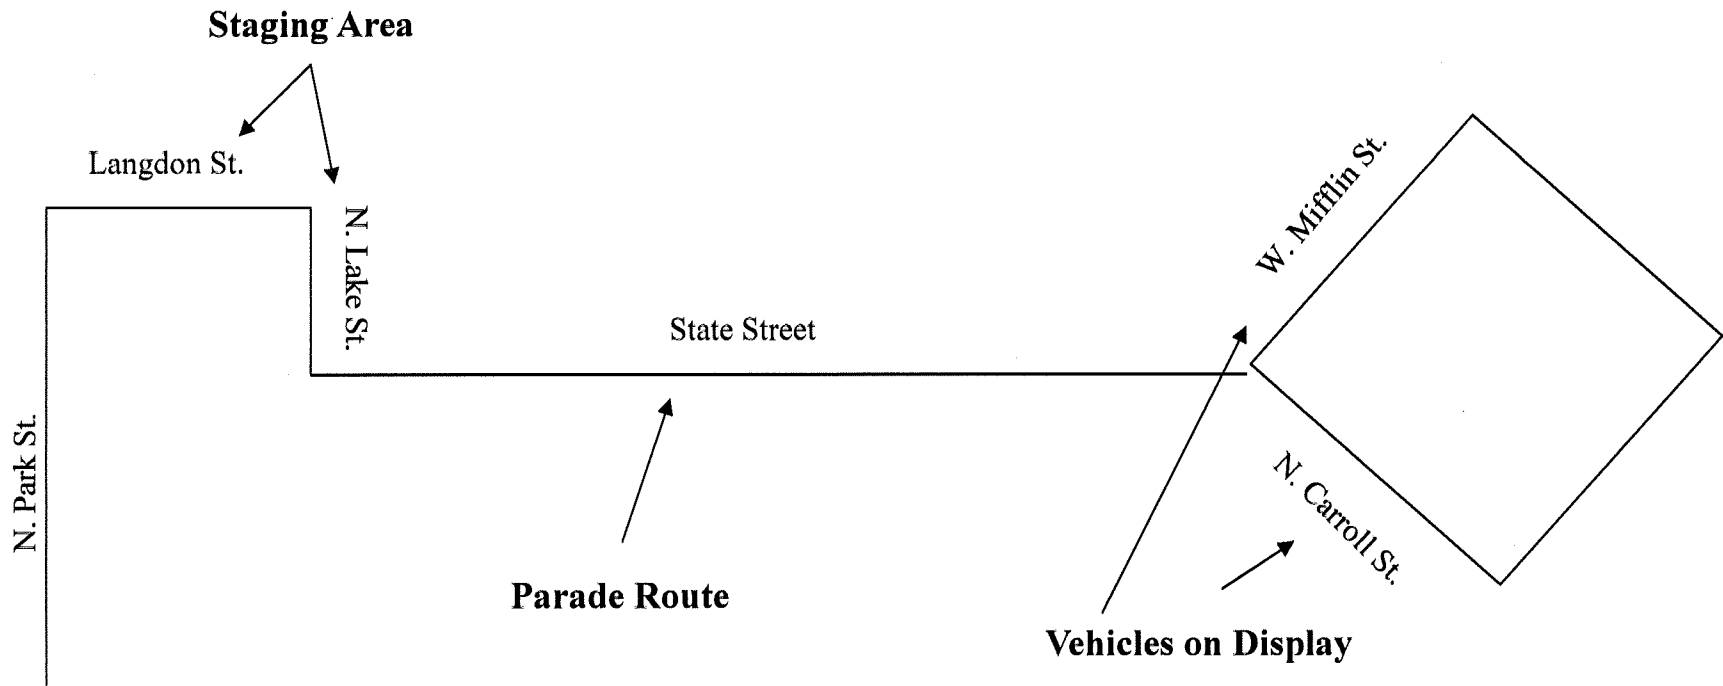 Staging Area
Langdon St.
N. Lake St.
State Street
W. Mifflin St.
N. Park St.
N. Carroll St.
Parade Route
Vehicles on Display